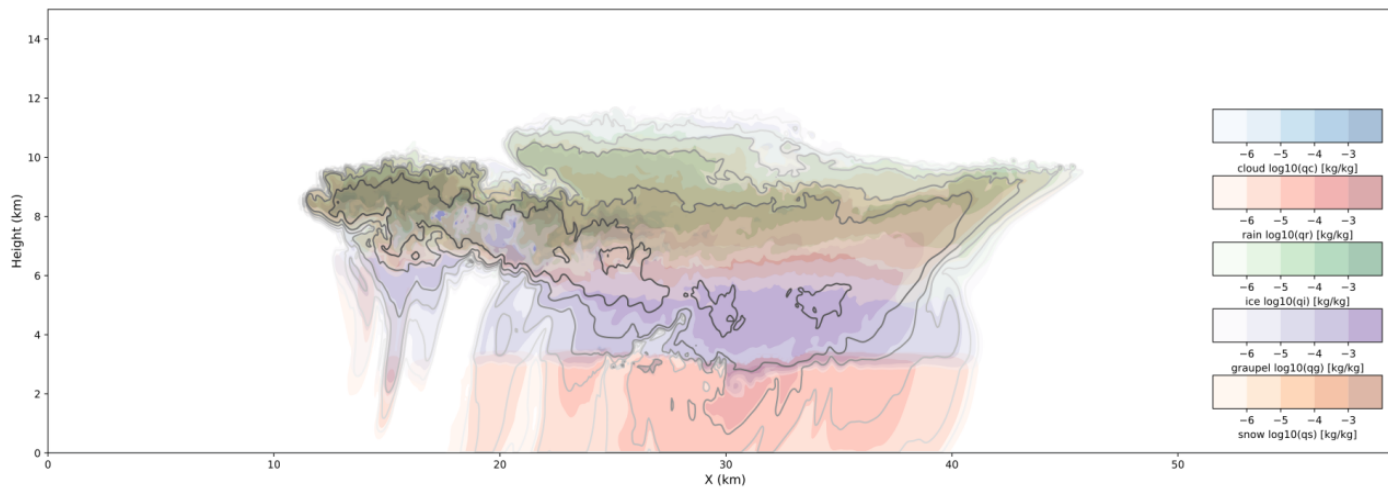 14
12
10
8
6
4
2
0
Height (km)
0 10 20 30 40 50
X (km)
−6 −5 −4 −3
cloud log10(qc) [kg/kg]
−6 −5 −4 −3
rain log10(qr) [kg/kg]
−6 −5 −4 −3
ice log10(qi) [kg/kg]
−6 −5 −4 −3
graupel log10(qg) [kg/kg]
−6 −5 −4 −3
snow log10(qs) [kg/kg]